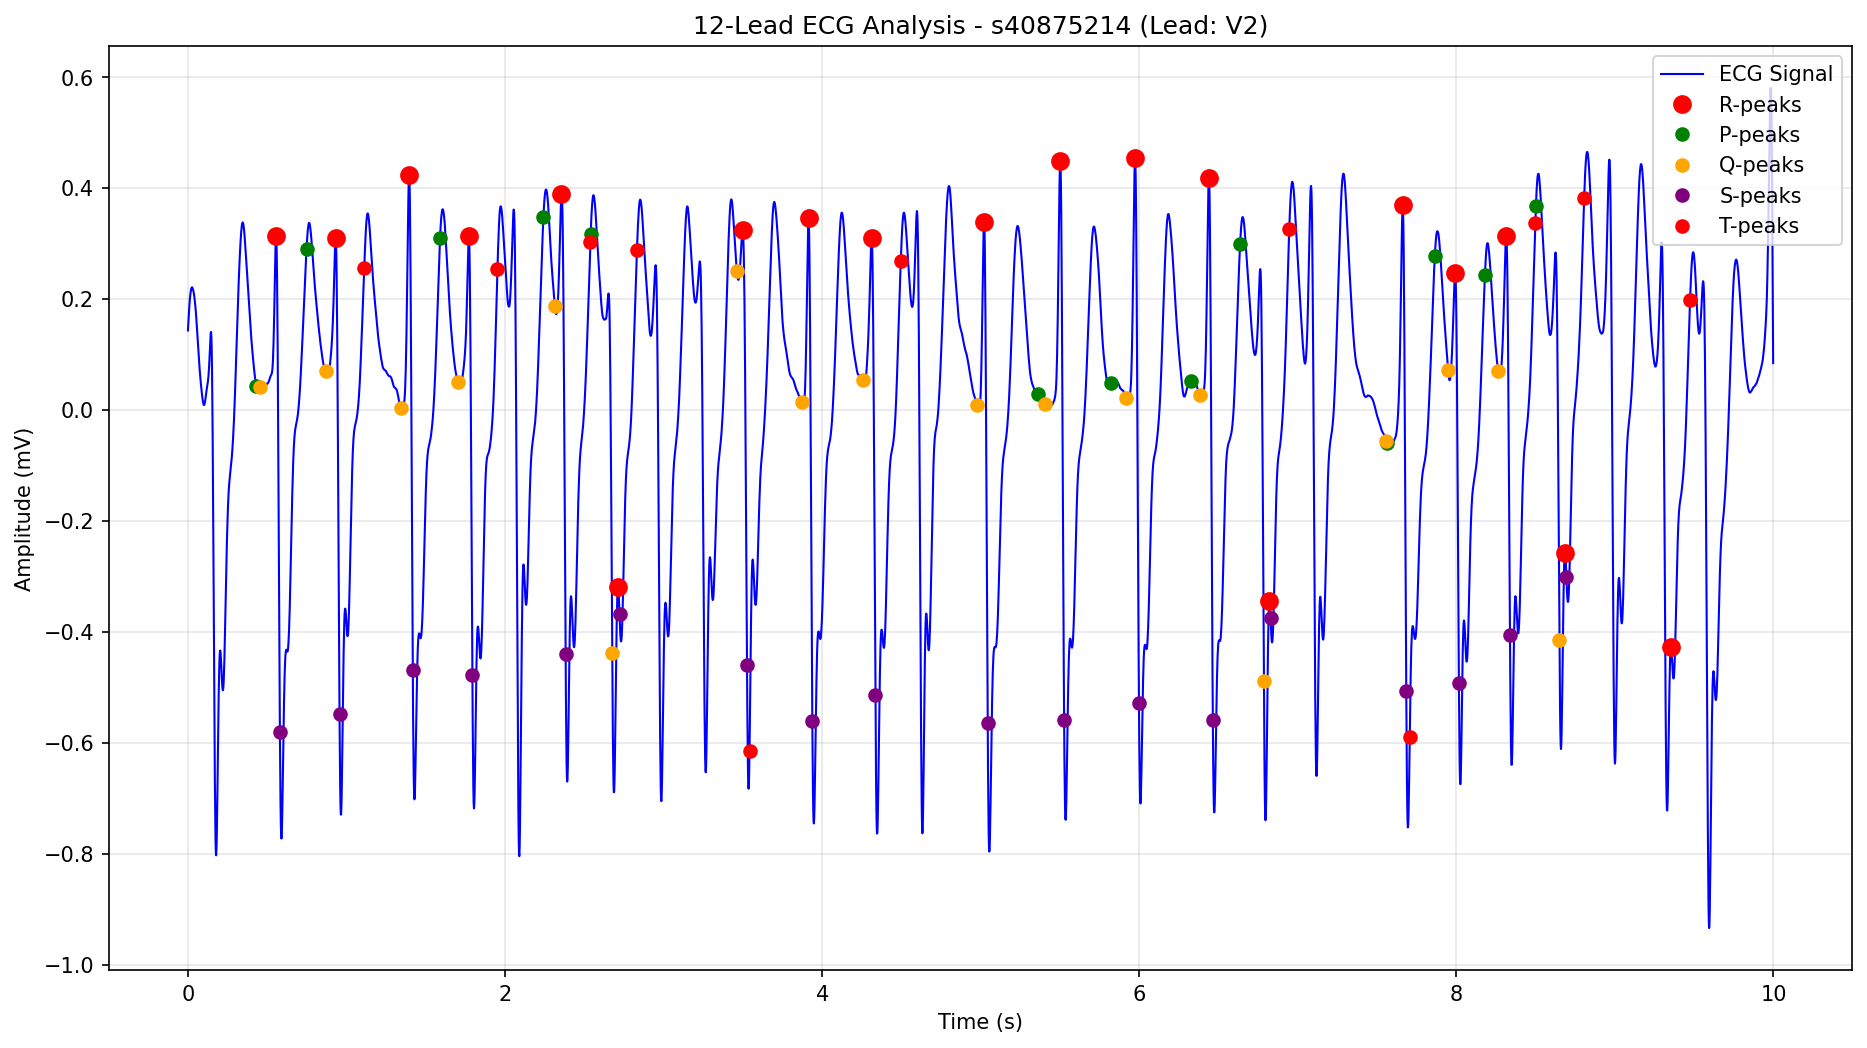 12-Lead ECG Analysis - s40875214 (Lead: V2)
ECG Signal
R-peaks
P-peaks
Q-peaks
S-peaks
T-peaks
Amplitude (mV)
0.6
0.4
0.2
0.0
−0.2
−0.4
−0.6
−0.8
−1.0
0 2 4 6 8 10
Time (s)